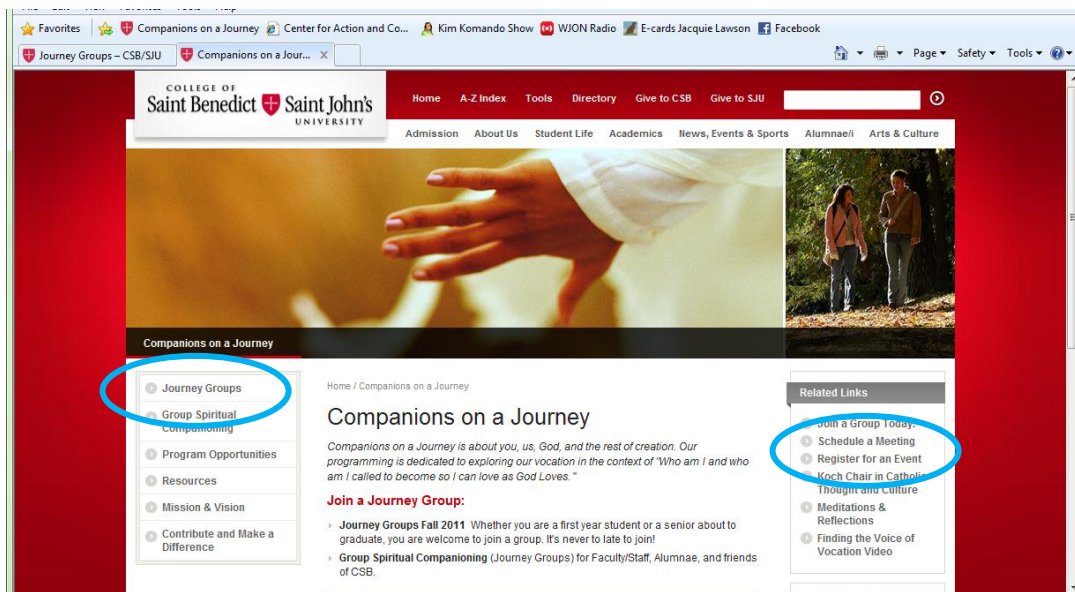 Favorites Companions on a Journey Center for Action and Co... Kim Komando Show WJON Radio E-cards Jacquie Lawson Facebook
Journey Groups – CSB/SJU Companions on a Jour... X Page Safety Tools
COLLEGE OF
Saint Benedict Saint John's
UNIVERSITY
Home A-Z Index Tools Directory Give to CSB Give to SJU
Admission About Us Student Life Academics News, Events & Sports Alumnae/i Arts & Culture
Companions on a Journey
Journey Groups
Group Spiritual
Companioning
Program Opportunities
Resources
Mission & Vision
Contribute and Make a
Difference
Home / Companions on a Journey
Companions on a Journey
Companions on a Journey is about you, us, God, and the rest of creation. Our
programming is dedicated to exploring our vocation in the context of "Who am I and who
am I called to become so I can love as God Loves."
Join a Journey Group:
› Journey Groups Fall 2011 Whether you are a first year student or a senior about to
graduate, you are welcome to join a group. It's never to late to join!
› Group Spiritual Companioning (Journey Groups) for Faculty/Staff, Alumnae, and friends
of CSB.
Related Links
Join a Group Today!
Schedule a Meeting
Register for an Event
Koch Chair in Catholic
Thought and Culture
Meditations &
Reflections
Finding the Voice of
Vocation Video